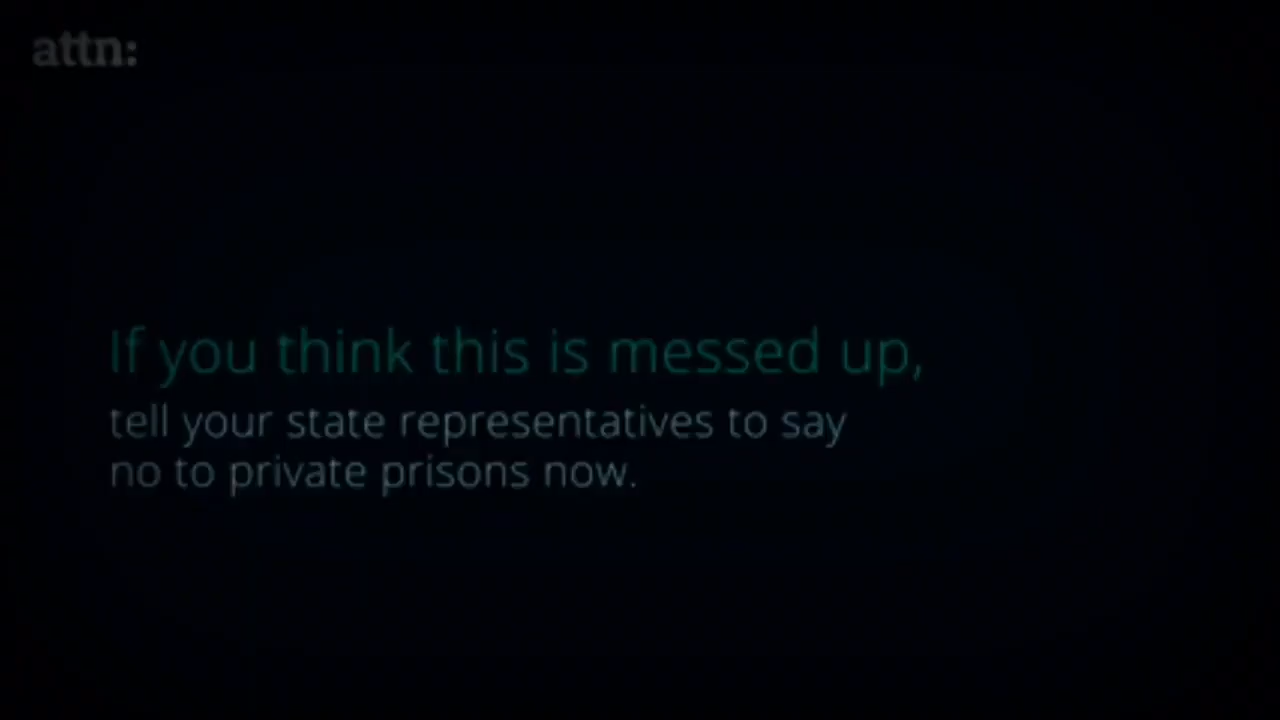 attn:
If you think this is messed up,
tell your state representatives to say
no to private prisons now.